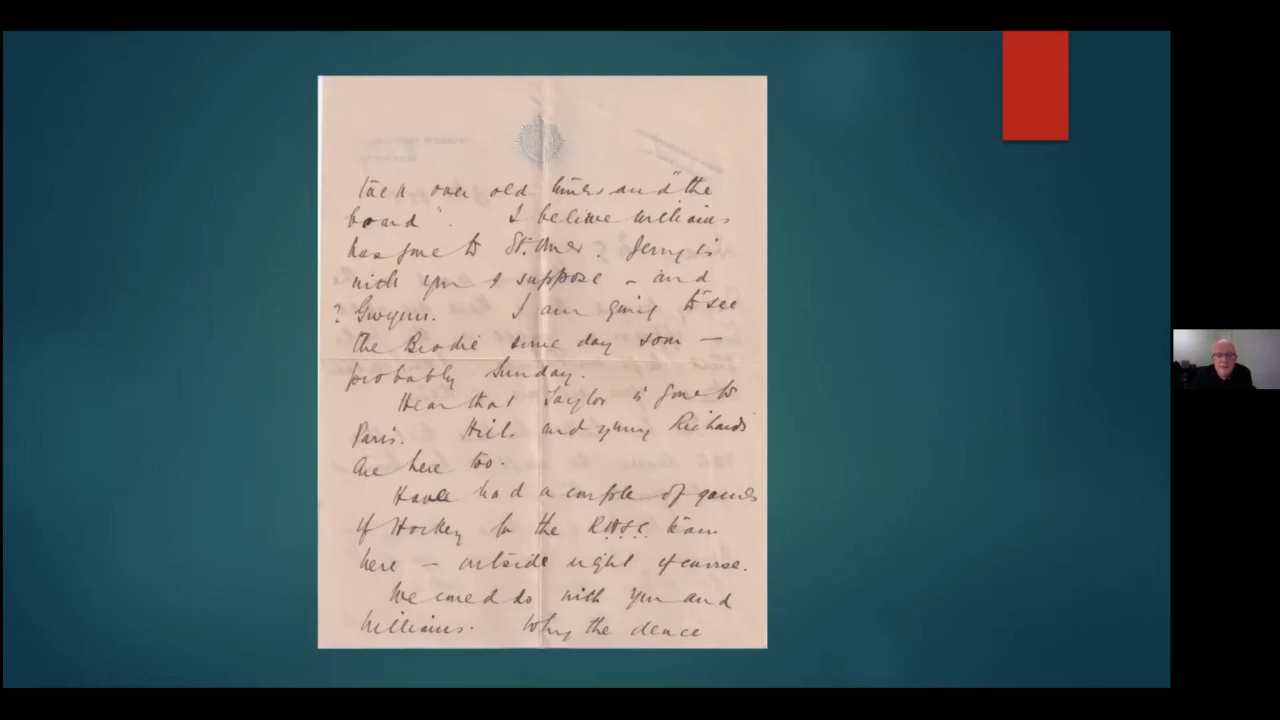 talk over old times and "the
board". I believe Williams
has gone to St. Omer. Jerry is
with you I suppose – and
? Gwynn. I am going to see
the Brodie some day soon –
probably Sunday.
Hear that Taylor is gone to
Paris. Hills and young Richards
are here too.
Have had a couple of games
of Hockey for the team
here – outside right of course.
We could do with you and
Williams. Why the deuce